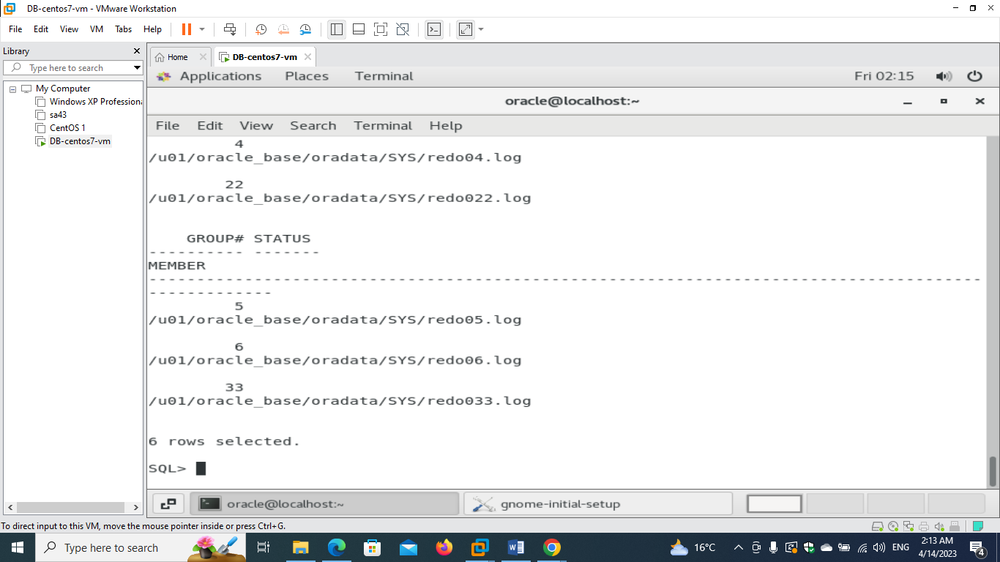 DB-centos7-vm - VMware Workstation
File Edit View VM Tabs Help
Library
Type here to search
My Computer
Windows XP Professiona
sa43
CentOS 1
DB-centos7-vm
Home
DB-centos7-vm
Applications Places Terminal Fri 02:15
oracle@localhost:~
File Edit View Search Terminal Help
4
/u01/oracle_base/oradata/SYS/redo04.log
22
/u01/oracle_base/oradata/SYS/redo022.log
GROUP# STATUS
---------- -------
MEMBER
--------------------------------------------------------------------------------
-------------
5
/u01/oracle_base/oradata/SYS/redo05.log
6
/u01/oracle_base/oradata/SYS/redo06.log
33
/u01/oracle_base/oradata/SYS/redo033.log
6 rows selected.
SQL>
oracle@localhost:~
gnome-initial-setup
To direct input to this VM, move the mouse pointer inside or press Ctrl+G.
Type here to search
16°C
ENG
2:13 AM
4/14/2023
4